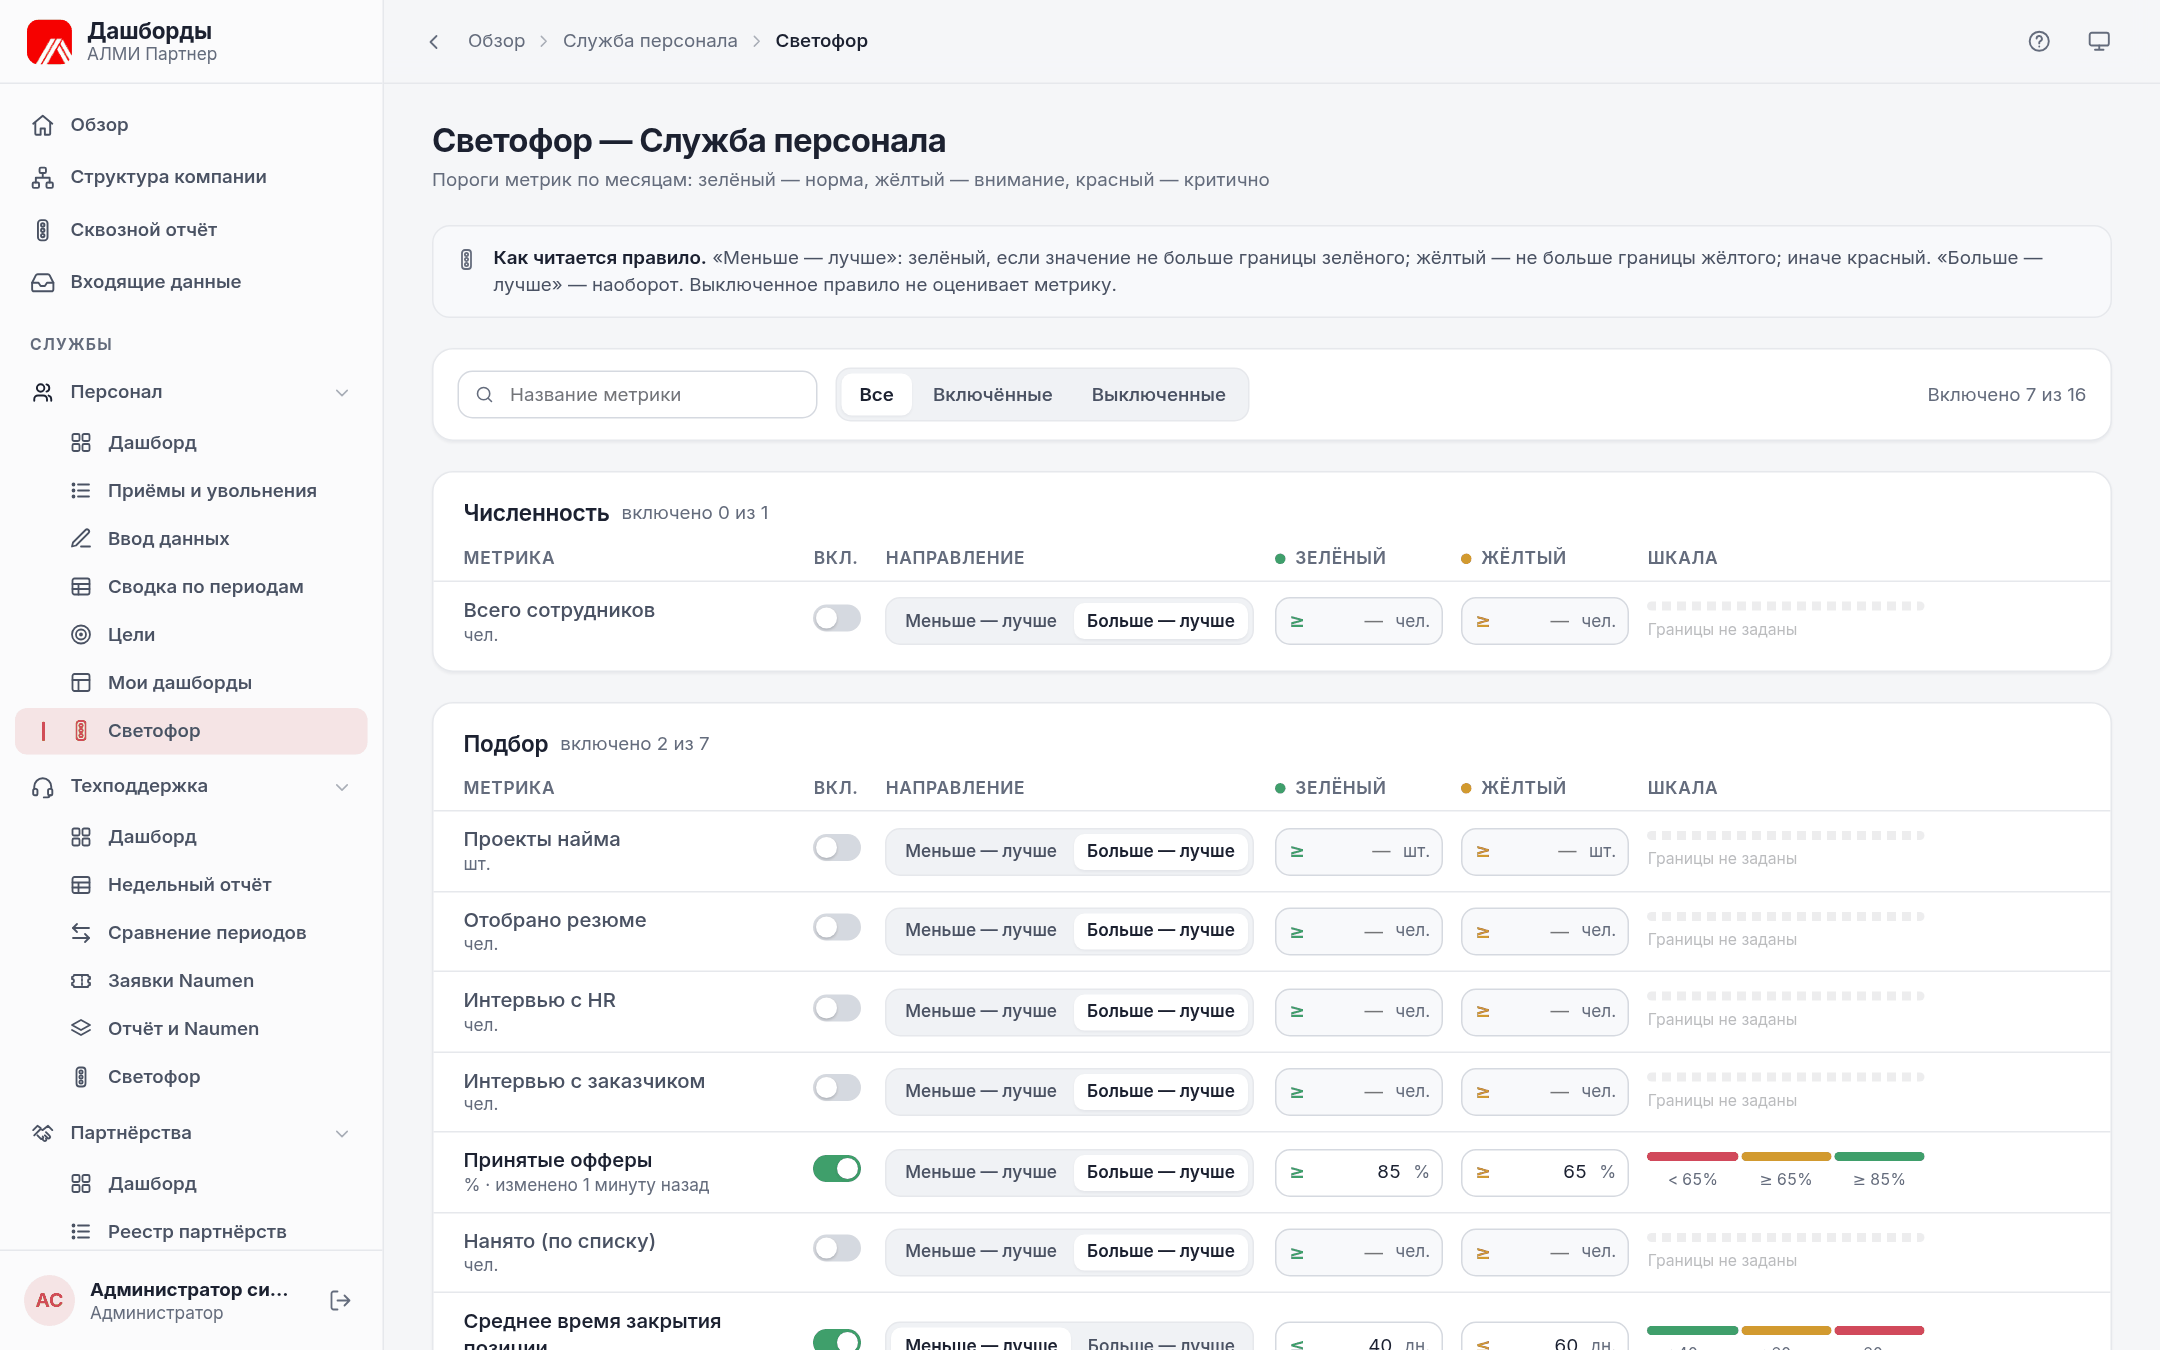 Дашборды
АЛМИ Партнер
Обзор
Структура компании
Сквозной отчёт
Входящие данные
СЛУЖБЫ
Персонал
Дашборд
Приёмы и увольнения
Ввод данных
Сводка по периодам
Цели
Мои дашборды
Светофор
Техподдержка
Дашборд
Недельный отчёт
Сравнение периодов
Заявки Naumen
Отчёт и Naumen
Светофор
Партнёрства
Дашборд
Реестр партнёрств
АС
Администратор си...
Администратор
Обзор > Служба персонала > Светофор
Светофор — Служба персонала
Пороги метрик по месяцам: зелёный — норма, жёлтый — внимание, красный — критично
Как читается правило. «Меньше — лучше»: зелёный, если значение не больше границы зелёного; жёлтый — не больше границы жёлтого; иначе красный. «Больше —
лучше» — наоборот. Выключенное правило не оценивает метрику.
Название метрики Все Включённые Выключенные Включено 7 из 16
Численность включено 0 из 1
МЕТРИКА ВКЛ. НАПРАВЛЕНИЕ ЗЕЛЁНЫЙ ЖЁЛТЫЙ ШКАЛА
Всего сотрудников
чел.
Меньше — лучше Больше — лучше ≥ — чел. ≥ — чел.
Границы не заданы
Подбор включено 2 из 7
МЕТРИКА ВКЛ. НАПРАВЛЕНИЕ ЗЕЛЁНЫЙ ЖЁЛТЫЙ ШКАЛА
Проекты найма
шт.
Меньше — лучше Больше — лучше ≥ — шт. ≥ — шт.
Границы не заданы
Отобрано резюме
чел.
Меньше — лучше Больше — лучше ≥ — чел. ≥ — чел.
Границы не заданы
Интервью с HR
чел.
Меньше — лучше Больше — лучше ≥ — чел. ≥ — чел.
Границы не заданы
Интервью с заказчиком
чел.
Меньше — лучше Больше — лучше ≥ — чел. ≥ — чел.
Границы не заданы
Принятые офферы
% · изменено 1 минуту назад
Меньше — лучше Больше — лучше ≥ 85 % ≥ 65 %
< 65% ≥ 65% ≥ 85%
Нанято (по списку)
чел.
Меньше — лучше Больше — лучше ≥ — чел. ≥ — чел.
Границы не заданы
Среднее время закрытия
позиции
Меньше — лучше Больше — лучше ≤ 40 дн. ≤ 60 дн.